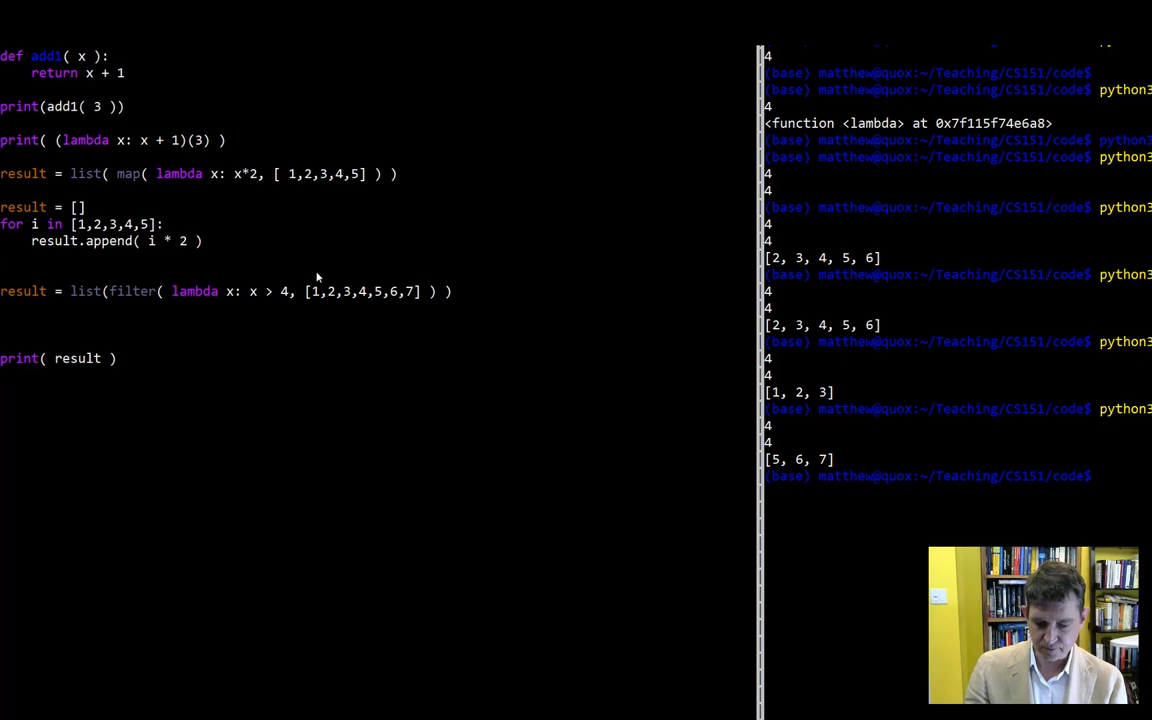 def add1( x ):
    return x + 1
print(add1( 3 ))
print( (lambda x: x + 1)(3) )
result = list( map( lambda x: x*2, [ 1,2,3,4,5] ) )
result = []
for i in [1,2,3,4,5]:
    result.append( i * 2 )
result = list(filter( lambda x: x > 4, [1,2,3,4,5,6,7] ) )
print( result )
4
(base) matthew@quox:~/Teaching/CS151/code$
(base) matthew@quox:~/Teaching/CS151/code$ python3
4
<function <lambda> at 0x7f115f74e6a8>
(base) matthew@quox:~/Teaching/CS151/code$ python3
(base) matthew@quox:~/Teaching/CS151/code$ python3
4
4
(base) matthew@quox:~/Teaching/CS151/code$ python3
4
4
[2, 3, 4, 5, 6]
(base) matthew@quox:~/Teaching/CS151/code$ python3
4
4
[2, 3, 4, 5, 6]
(base) matthew@quox:~/Teaching/CS151/code$ python3
4
4
[1, 2, 3]
(base) matthew@quox:~/Teaching/CS151/code$ python3
4
4
[5, 6, 7]
(base) matthew@quox:~/Teaching/CS151/code$